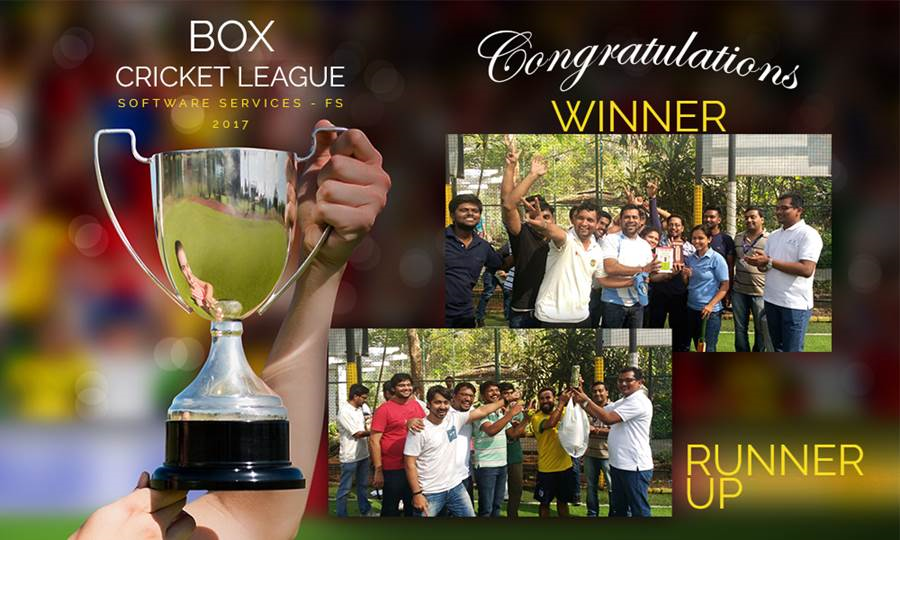 BOX
CRICKET LEAGUE
SOFTWARE SERVICES - FS
2017
Congratulations
WINNER
RUNNER
UP